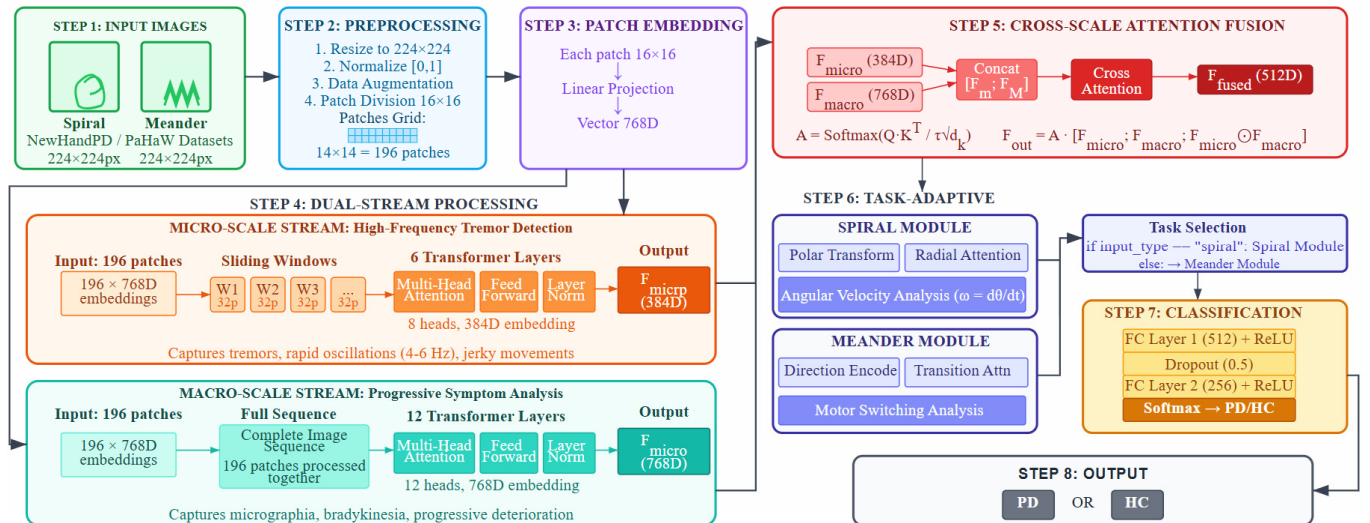 STEP 1: INPUT IMAGES
Spiral
Meander
NewHandPD / PaHaW Datasets
224×224px
224×224px
STEP 2: PREPROCESSING
1. Resize to 224×224
2. Normalize [0,1]
3. Data Augmentation
4. Patch Division 16×16
Patches Grid:
14×14 = 196 patches
STEP 3: PATCH EMBEDDING
Each patch 16×16
↓
Linear Projection
↓
Vector 768D
STEP 4: DUAL-STREAM PROCESSING
MICRO-SCALE STREAM: High-Frequency Tremor Detection
Input: 196 patches
196 × 768D
embeddings
Sliding Windows
W1
32p
W2
32p
W3
32p
...
32p
6 Transformer Layers
Multi-Head
Attention
Feed
Forward
Layer
Norm
8 heads, 384D embedding
Output
F
micrp
(384D)
Captures tremors, rapid oscillations (4-6 Hz), jerky movements
MACRO-SCALE STREAM: Progressive Symptom Analysis
Input: 196 patches
196 × 768D
embeddings
Full Sequence
Complete Image
Sequence
196 patches processed
together
12 Transformer Layers
Multi-Head
Attention
Feed
Forward
Layer
Norm
12 heads, 768D embedding
Output
F
micro
(768D)
Captures micrographia, bradykinesia, progressive deterioration
STEP 5: CROSS-SCALE ATTENTION FUSION
F_micro (384D)
F_macro (768D)
Concat
[F_m; F_M]
Cross
Attention
F_fused (512D)
A = Softmax(Q·K^T / τ√d_k)
F_out = A · [F_micro; F_macro; F_micro⊙F_macro]
STEP 6: TASK-ADAPTIVE
SPIRAL MODULE
Polar Transform
Radial Attention
Angular Velocity Analysis (ω = dθ/dt)
MEANDER MODULE
Direction Encode
Transition Attn
Motor Switching Analysis
Task Selection
if input_type == "spiral": Spiral Module
else: → Meander Module
STEP 7: CLASSIFICATION
FC Layer 1 (512) + ReLU
Dropout (0.5)
FC Layer 2 (256) + ReLU
Softmax → PD/HC
STEP 8: OUTPUT
PD
OR
HC